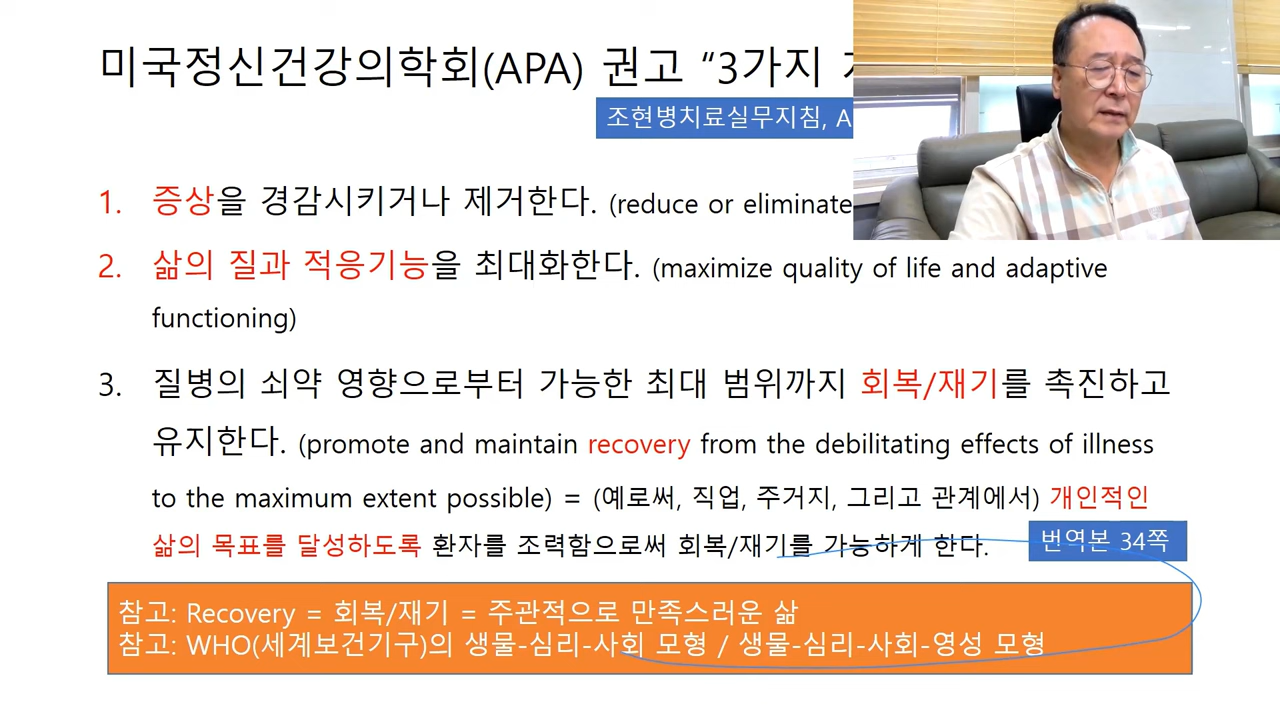 미국정신건강의학회(APA) 권고 “3가지
조현병치료실무지침, A
1. 증상을 경감시키거나 제거한다. (reduce or eliminate
2. 삶의 질과 적응기능을 최대화한다. (maximize quality of life and adaptive
functioning)
3. 질병의 쇠약 영향으로부터 가능한 최대 범위까지 회복/재기를 촉진하고
유지한다. (promote and maintain recovery from the debilitating effects of illness
to the maximum extent possible) = (예로써, 직업, 주거지, 그리고 관계에서) 개인적인
삶의 목표를 달성하도록 환자를 조력함으로써 회복/재기를 가능하게 한다.
번역본 34쪽
참고: Recovery = 회복/재기 = 주관적으로 만족스러운 삶
참고: WHO(세계보건기구)의 생물-심리-사회 모형 / 생물-심리-사회-영성 모형